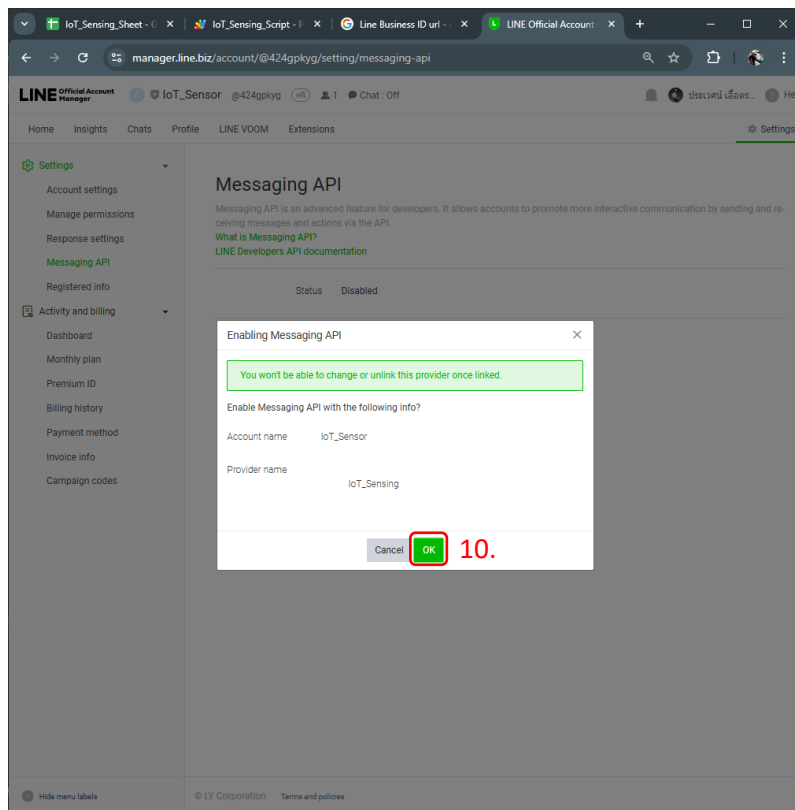 IoT_Sensing_Sheet - G
IoT_Sensing_Script - P
Line Business ID url -
LINE Official Account
manager.line.biz/account/@424gpkyg/setting/messaging-api
LINE Official Account Manager
IoT_Sensor @424gpkyg ฟรี 1 Chat : Off
ประเวศน์ เอื้อตร... He
Home Insights Chats Profile LINE VOOM Extensions Settings
Settings
Account settings
Manage permissions
Response settings
Messaging API
Registered info
Activity and billing
Dashboard
Monthly plan
Premium ID
Billing history
Payment method
Invoice info
Campaign codes
Messaging API
Messaging API is an advanced feature for developers. It allows accounts to promote more interactive communication by sending and re-
ceiving messages and actions via the API.
What is Messaging API?
LINE Developers API documentation
Status Disabled
Enabling Messaging API
You won't be able to change or unlink this provider once linked.
Enable Messaging API with the following info?
Account name IoT_Sensor
Provider name
IoT_Sensing
Cancel OK 10.
Hide menu labels
© LY Corporation Terms and policies